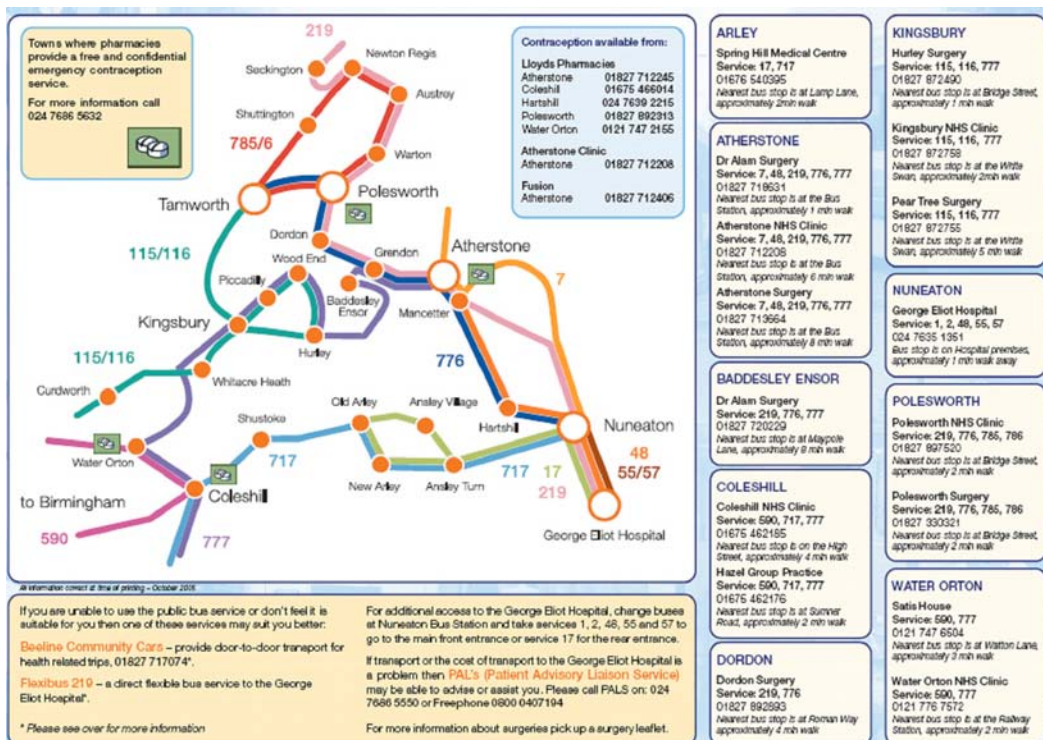 Towns where pharmacies
provide a free and confidential
emergency contraception
service.
For more information call
024 7686 5632
219
Newton Regis
Seckington
Austrey
Shuttington
785/6
Warton
Tamworth
Polesworth
Dordon
Grendon
Atherstone
115/116
Wood End
Piccadilly
Baddesley
Ensor
Mancetter
7
Kingsbury
Hurley
776
115/116
Whitacre Heath
Curdworth
Old Arley
Ansley Village
Hartshill
Nuneaton
Shustoke
Water Orton
717
717
17
48
55/57
New Arley
Ansley Turn
219
to Birmingham
Coleshill
590
777
George Eliot Hospital
Contraception available from:
Lloyds Pharmacies
Atherstone 01827 712245
Coleshill 01675 466014
Hartshill 024 7639 2215
Polesworth 01827 892313
Water Orton 0121 747 2155
Atherstone Clinic
Atherstone 01827 712208
Fusion
Atherstone 01827 712406
All information correct at time of printing – October 2005
If you are unable to use the public bus service or don't feel it is
suitable for you then one of these services may suit you better:
Beeline Community Cars – provide door-to-door transport for
health related trips, 01827 717074*.
Flexibus 219 – a direct flexible bus service to the George
Eliot Hospital*.
* Please see over for more information
For additional access to the George Eliot Hospital, change buses
at Nuneaton Bus Station and take services 1, 2, 48, 55 and 57 to
go to the main front entrance or service 17 for the rear entrance.
If transport or the cost of transport to the George Eliot Hospital is
a problem then PAL's (Patient Advisory Liaison Service)
may be able to advise or assist you. Please call PALS on: 024
7686 5550 or Freephone 0800 0407194
For more information about surgeries pick up a surgery leaflet.
ARLEY
Spring Hill Medical Centre
Service: 17, 717
01676 540395
Nearest bus stop is at Lamp Lane,
approximately 2min walk
ATHERSTONE
Dr Alam Surgery
Service: 7, 48, 219, 776, 777
01827 718631
Nearest bus stop is at the Bus
Station, approximately 1 min walk
Atherstone NHS Clinic
Service: 7, 48, 219, 776, 777
01827 712208
Nearest bus stop is at the Bus
Station, approximately 6 min walk
Atherstone Surgery
Service: 7, 48, 219, 776, 777
01827 713664
Nearest bus stop is at the Bus
Station, approximately 8 min walk
BADDESLEY ENSOR
Dr Alam Surgery
Service: 219, 776, 777
01827 720229
Nearest bus stop is at Maypole
Lane, approximately 8 min walk
COLESHILL
Coleshill NHS Clinic
Service: 590, 717, 777
01675 462185
Nearest bus stop is on the High
Street, approximately 4 min walk
Hazel Group Practice
Service: 590, 717, 777
01675 462176
Nearest bus stop is at Sumner
Road, approximately 2 min walk
DORDON
Dordon Surgery
Service: 219, 776
01827 892893
Nearest bus stop is at Roman Way
approximately 4 min walk
KINGSBURY
Hurley Surgery
Service: 115, 116, 777
01827 872490
Nearest bus stop is at Bridge Street,
approximately 1 min walk
Kingsbury NHS Clinic
Service: 115, 116, 777
01827 872758
Nearest bus stop is at the White
Swan, approximately 2min walk
Pear Tree Surgery
Service: 115, 116, 777
01827 872755
Nearest bus stop is at the White
Swan, approximately 5 min walk
NUNEATON
George Eliot Hospital
Service: 1, 2, 48, 55, 57
024 7635 1351
Bus stop is on Hospital premises,
approximately 1 min walk away
POLESWORTH
Polesworth NHS Clinic
Service: 219, 776, 785, 786
01827 897520
Nearest bus stop is at Bridge Street,
approximately 2 min walk
Polesworth Surgery
Service: 219, 776, 785, 786
01827 330321
Nearest bus stop is at Bridge Street,
approximately 2 min walk
WATER ORTON
Satis House
Service: 590, 777
0121 747 6604
Nearest bus stop is at Watton Lane,
approximately 3 min walk
Water Orton NHS Clinic
Service: 590, 777
0121 776 7572
Nearest bus stop is at the Railway
Station, approximately 2 min walk